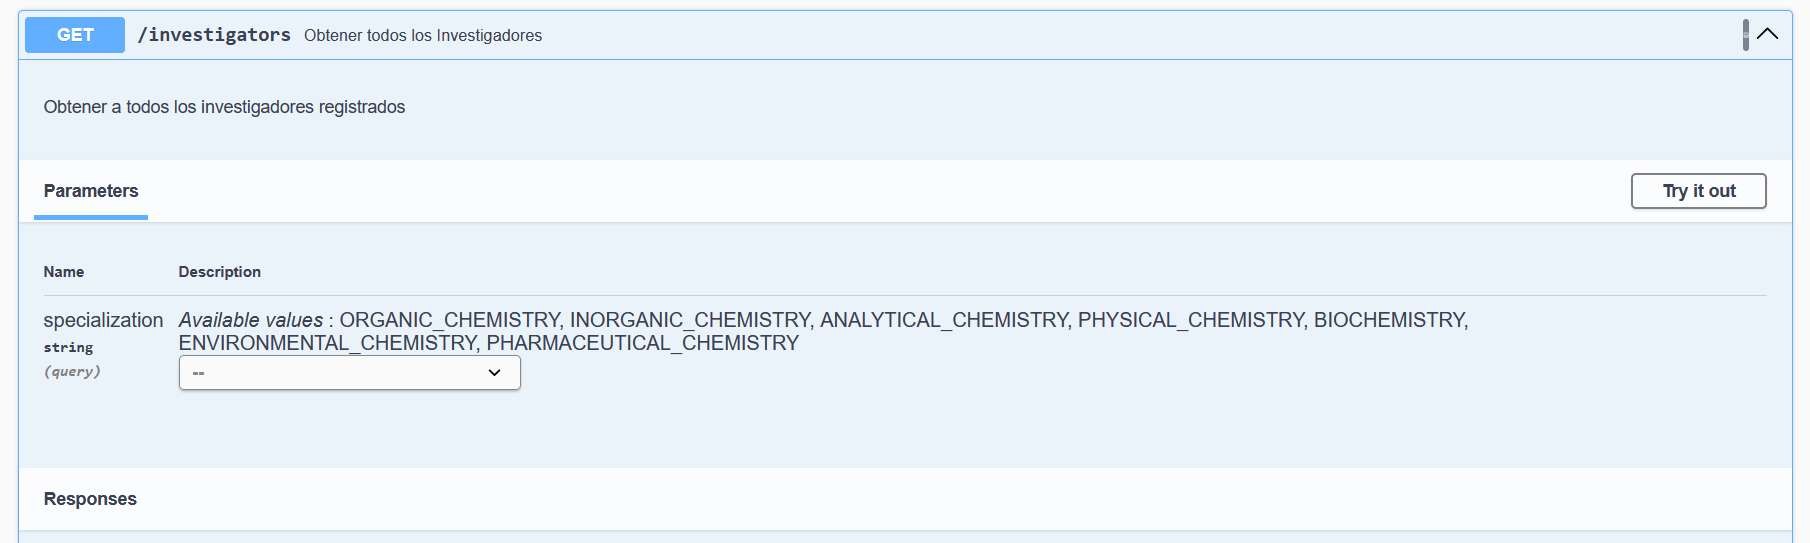 GET /investigators Obtener todos los Investigadores
Obtener a todos los investigadores registrados
Parameters Try it out
Name Description
specialization Available values : ORGANIC_CHEMISTRY, INORGANIC_CHEMISTRY, ANALYTICAL_CHEMISTRY, PHYSICAL_CHEMISTRY, BIOCHEMISTRY,
string ENVIRONMENTAL_CHEMISTRY, PHARMACEUTICAL_CHEMISTRY
(query) --
Responses